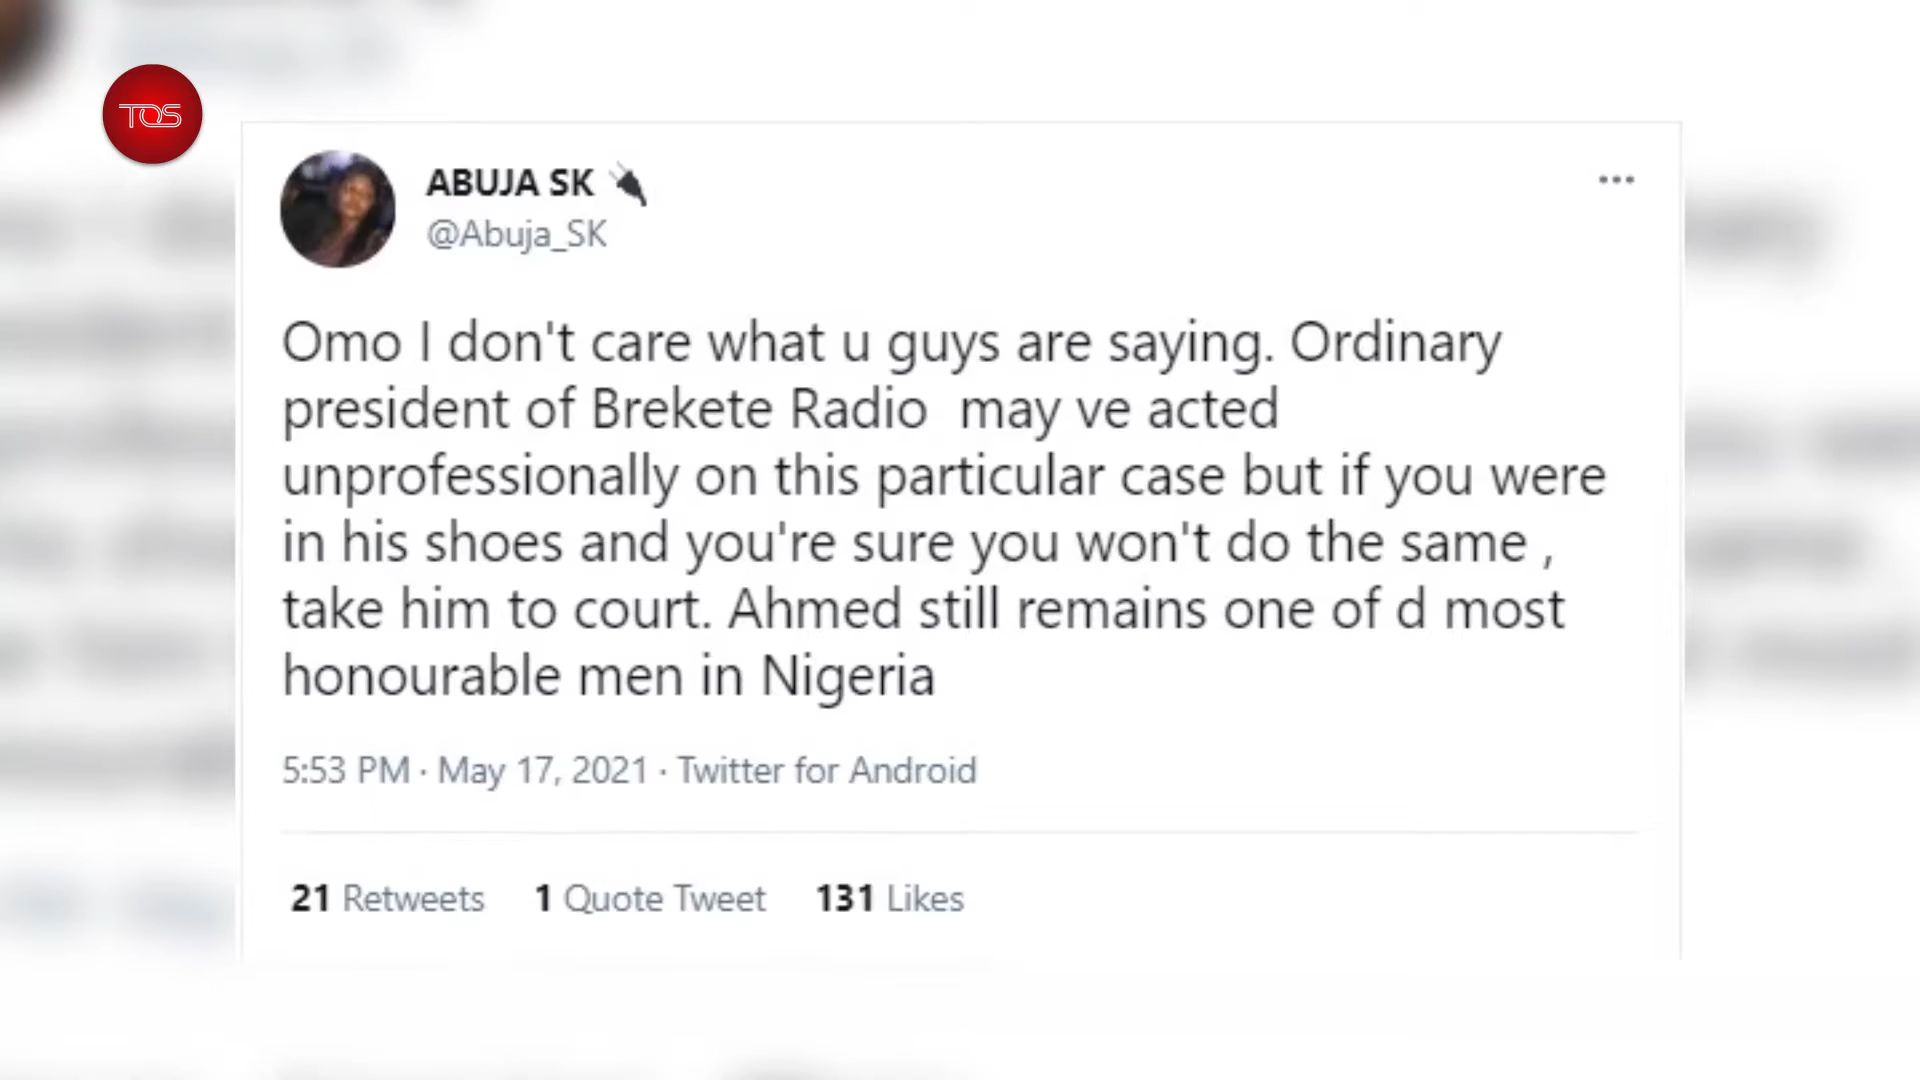 TOS
ABUJA SK
@Abuja_SK
Omo I don't care what u guys are saying. Ordinary
president of Brekete Radio  may ve acted
unprofessionally on this particular case but if you were
in his shoes and you're sure you won't do the same ,
take him to court. Ahmed still remains one of d most
honourable men in Nigeria
5:53 PM · May 17, 2021 · Twitter for Android
21 Retweets 1 Quote Tweet 131 Likes